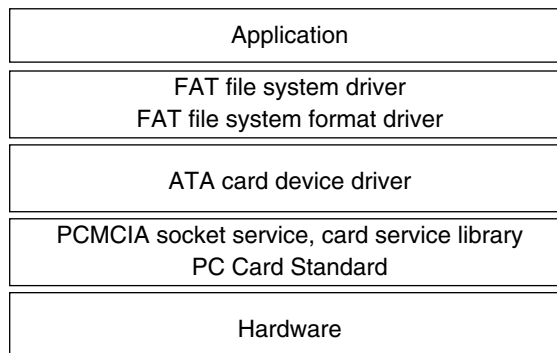 Application
FAT file system driver
FAT file system format driver
ATA card device driver
PCMCIA socket service, card service library
PC Card Standard
Hardware